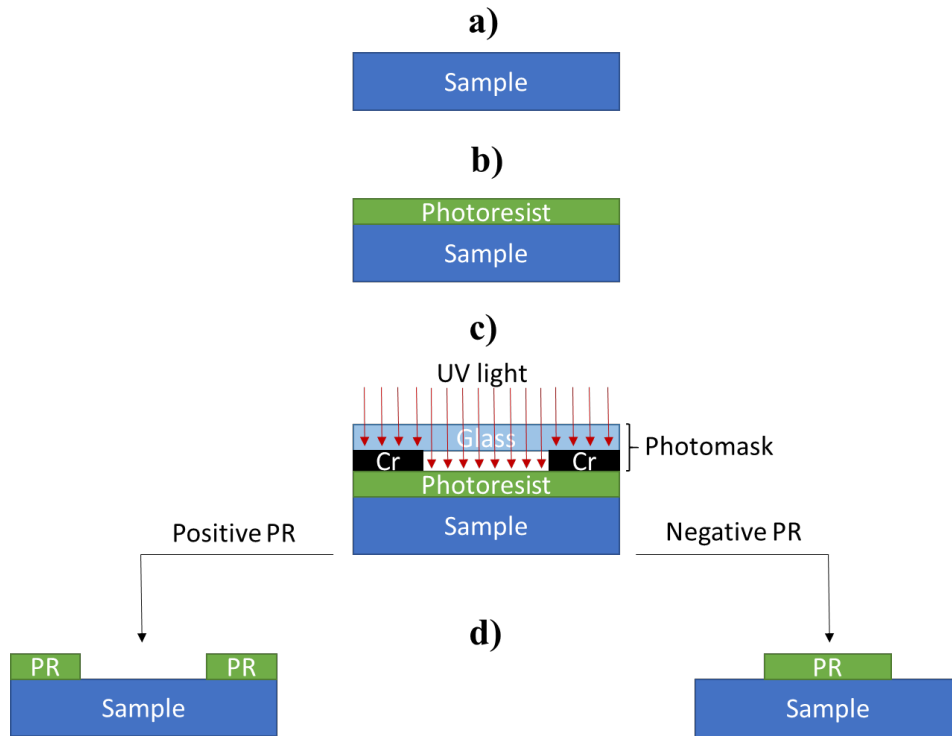 a)
Sample
b)
Photoresist
Sample
c)
UV light
Glass
Cr
Cr
Photomask
Photoresist
Sample
Positive PR
Negative PR
d)
PR
PR
Sample
PR
Sample